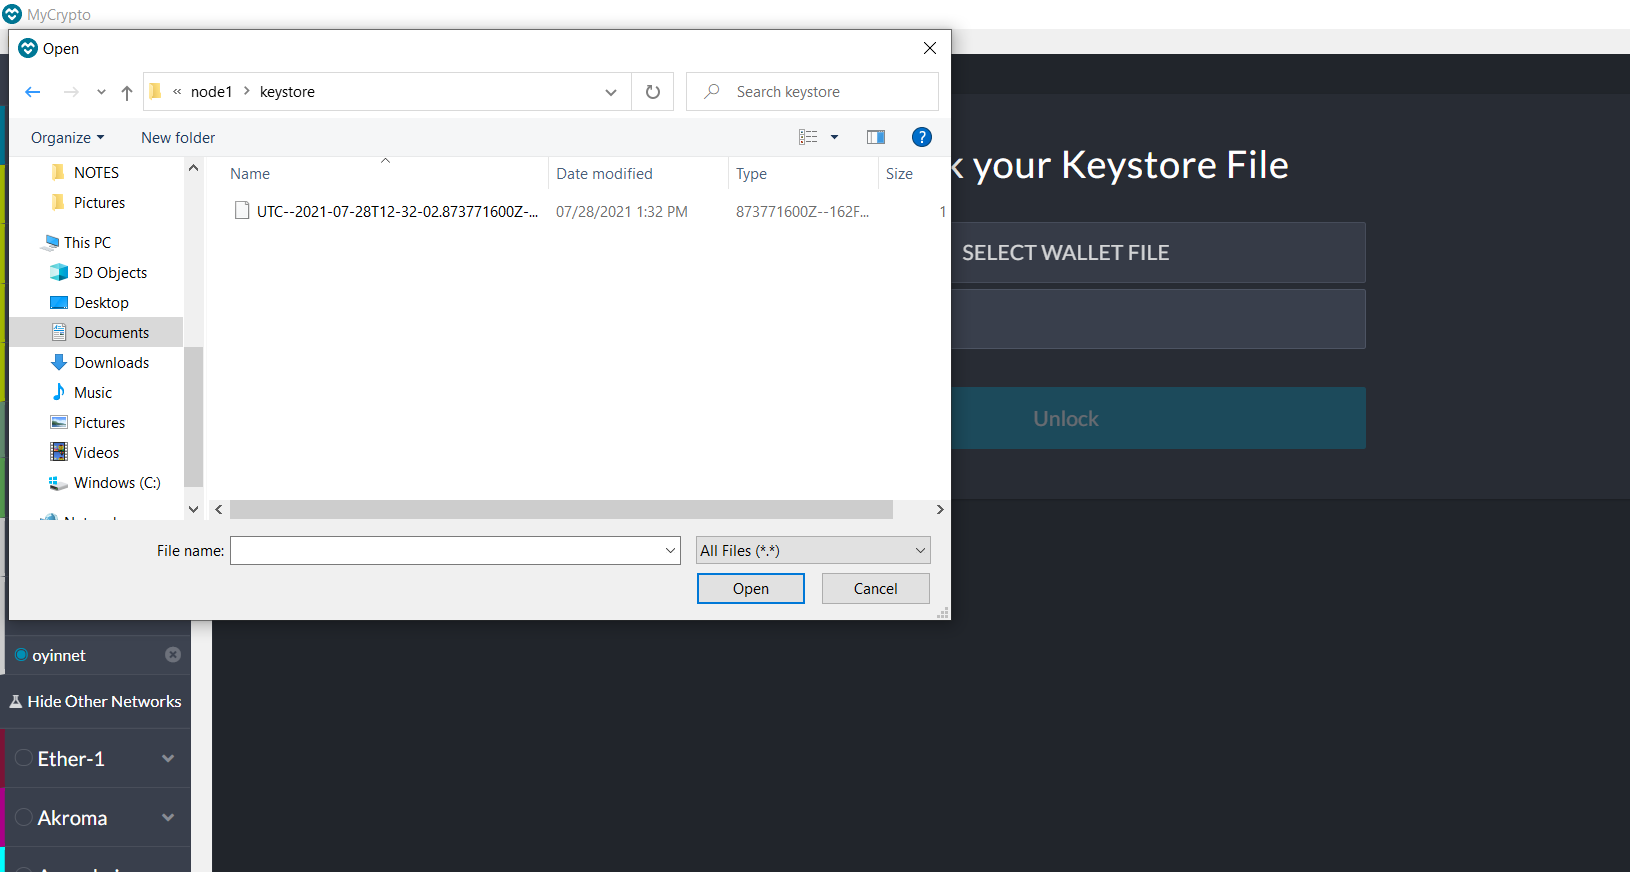 MyCrypto
Open
« node1 > keystore
Search keystore
Organize
New folder
?
NOTES
Pictures
This PC
3D Objects
Desktop
Documents
Downloads
Music
Pictures
Videos
Windows (C:)
Name
Date modified
Type
Size
UTC--2021-07-28T12-32-02.873771600Z-... 07/28/2021 1:32 PM 873771600Z--162F... 1
File name:
All Files (*.*)
Open
Cancel
k your Keystore File
SELECT WALLET FILE
Unlock
oyinnet
Hide Other Networks
Ether-1
Akroma